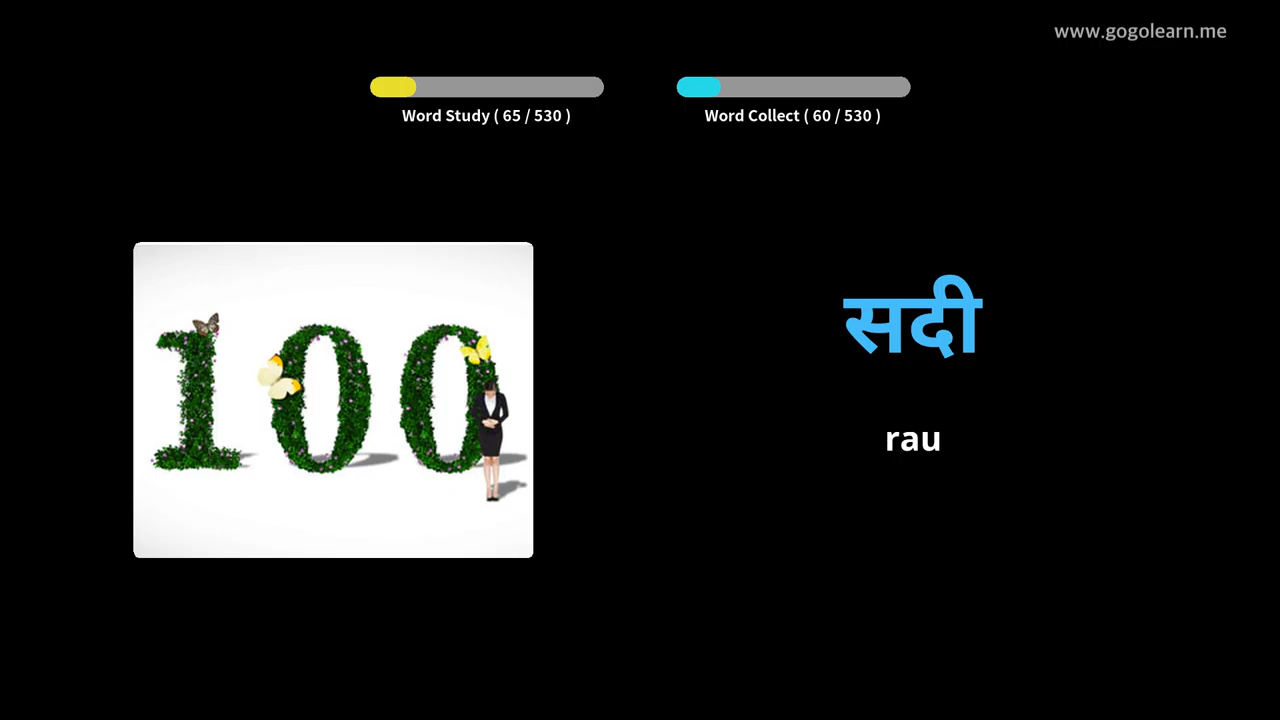 www.gogolearn.me
Word Study ( 65 / 530 )
Word Collect ( 60 / 530 )
100
सदी
rau